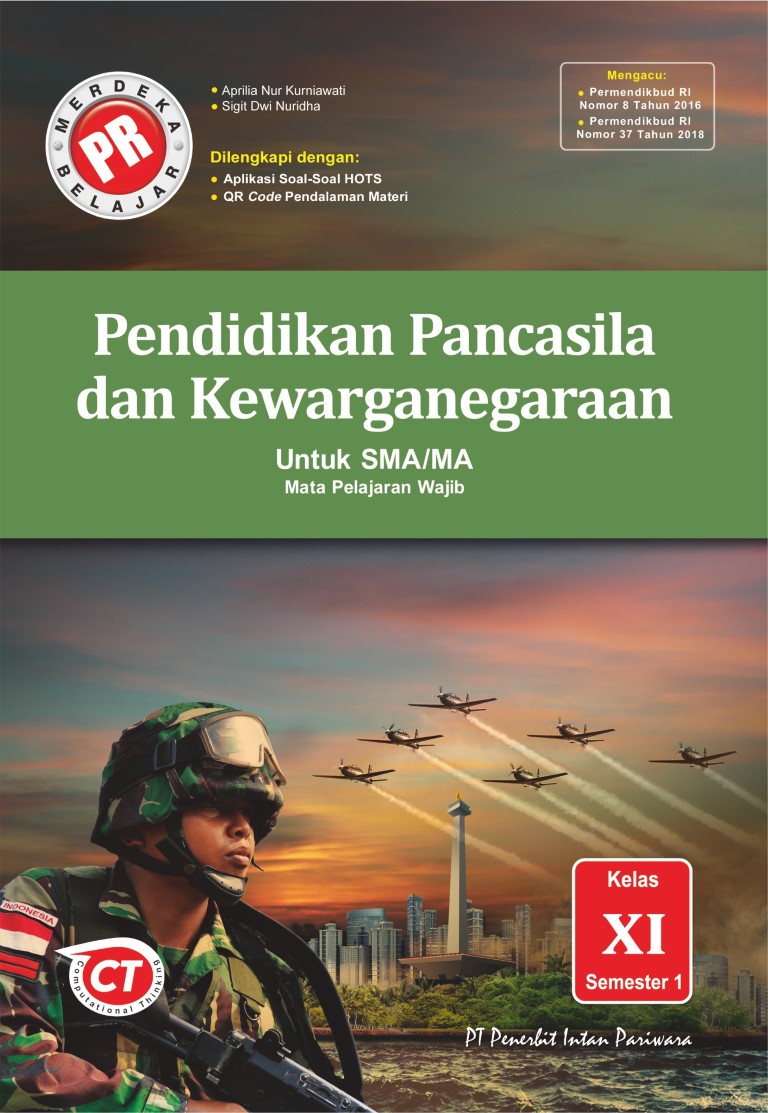 MERDEKA
PR
BELAJAR
• Aprilia Nur Kurniawati
• Sigit Dwi Nuridha
Dilengkapi dengan:
• Aplikasi Soal-Soal HOTS
• QR Code Pendalaman Materi
Mengacu:
• Permendikbud RI
Nomor 8 Tahun 2016
• Permendikbud RI
Nomor 37 Tahun 2018
Pendidikan Pancasila
dan Kewarganegaraan
Untuk SMA/MA
Mata Pelajaran Wajib
INDONESIA
CT
Computational Thinking
Kelas
XI
Semester 1
PT Penerbit Intan Pariwara